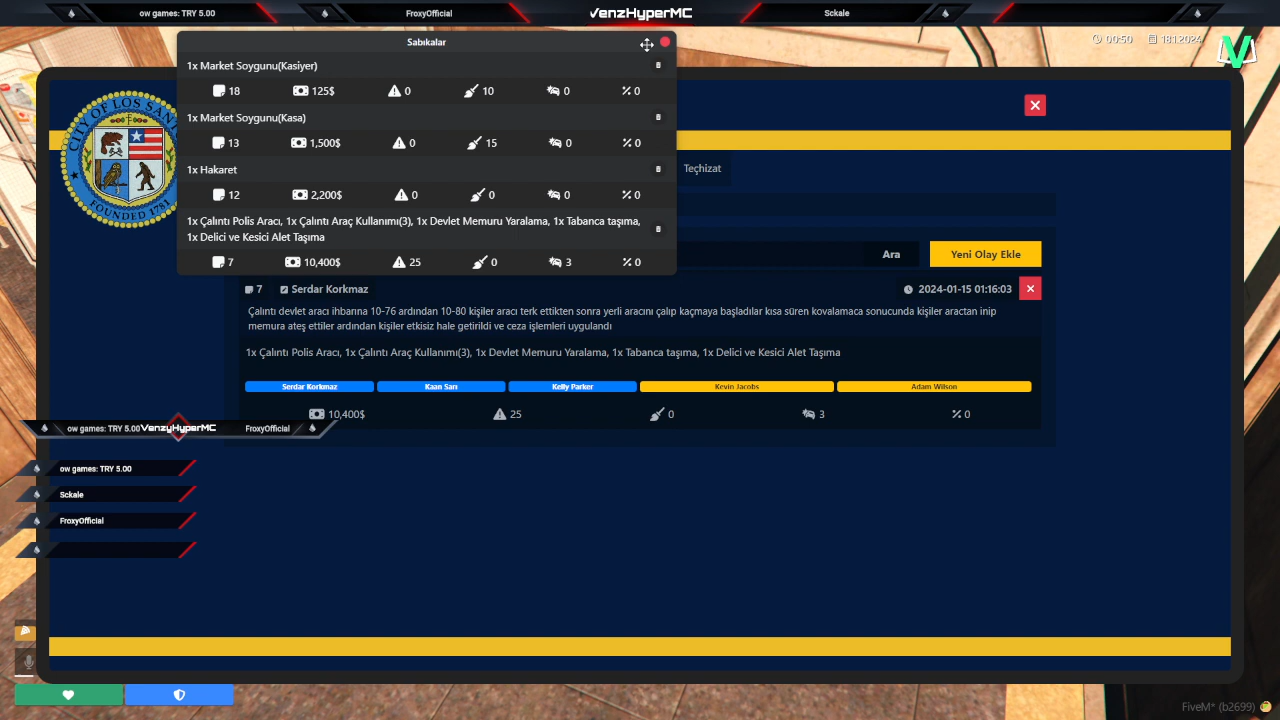 ow games: TRY 5.00
FroxyOfficial
VenzHyperMC
Sckale
00:50
18.1.2024
V
Sabıkalar
1x Market Soygunu(Kasiyer)
18 125$ 0 10 0 0
1x Market Soygunu(Kasa)
13 1,500$ 0 15 0 0
1x Hakaret
12 2,200$ 0 0 0 0
1x Çalıntı Polis Aracı, 1x Çalıntı Araç Kullanımı(3), 1x Devlet Memuru Yaralama, 1x Tabanca taşıma,
1x Delici ve Kesici Alet Taşıma
7 10,400$ 25 0 3 0
CITY OF LOS SANT
FOUNDED 1781
Teçhizat
Ara
Yeni Olay Ekle
7 Serdar Korkmaz
2024-01-15 01:16:03
Çalıntı devlet aracı ihbarına 10-76 ardından 10-80 kişiler aracı terk ettikten sonra yerli aracını çalıp kaçmaya başladılar kısa süren kovalamaca sonucunda kişiler aractan inip
memura ateş ettiler ardından kişiler etkisiz hale getirildi ve ceza işlemleri uygulandı
1x Çalıntı Polis Aracı, 1x Çalıntı Araç Kullanımı(3), 1x Devlet Memuru Yaralama, 1x Tabanca taşıma, 1x Delici ve Kesici Alet Taşıma
Serdar Korkmaz
Kaan Sarı
Kelly Parker
Kevin Jacobs
Adam Wilson
10,400$ 25 0 3 0
ow games: TRY 5.00
VenzyHyperMC
FroxyOfficial
ow games: TRY 5.00
Sckale
FroxyOfficial
FiveM* (b2699)